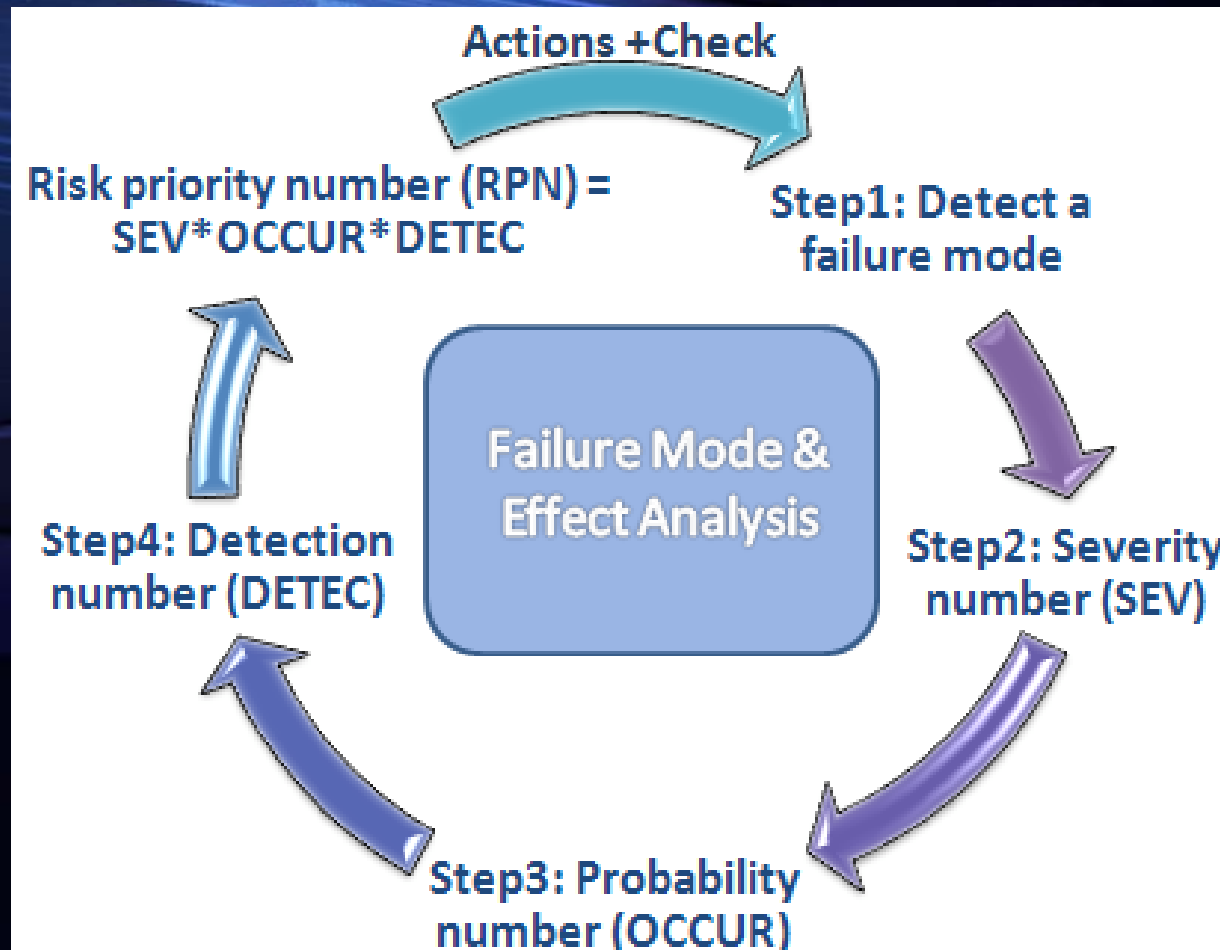 Actions +Check
Risk priority number (RPN) =
SEV*OCCUR*DETEC
Step1: Detect a
failure mode
Failure Mode &
Effect Analysis
Step4: Detection
number (DETEC)
Step2: Severity
number (SEV)
Step3: Probability
number (OCCUR)